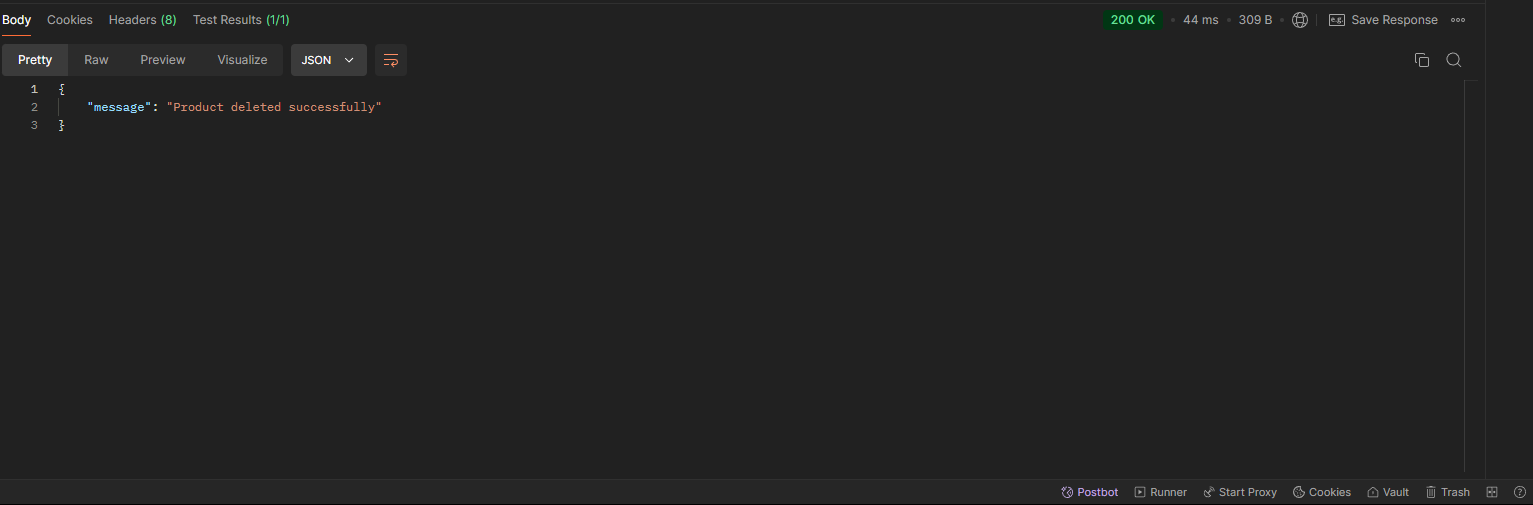 Body Cookies Headers (8) Test Results (1/1) 200 OK • 44 ms • 309 B e.g. Save Response
Pretty Raw Preview Visualize JSON
1 {
2 "message": "Product deleted successfully"
3 }
Postbot Runner Start Proxy Cookies Vault Trash